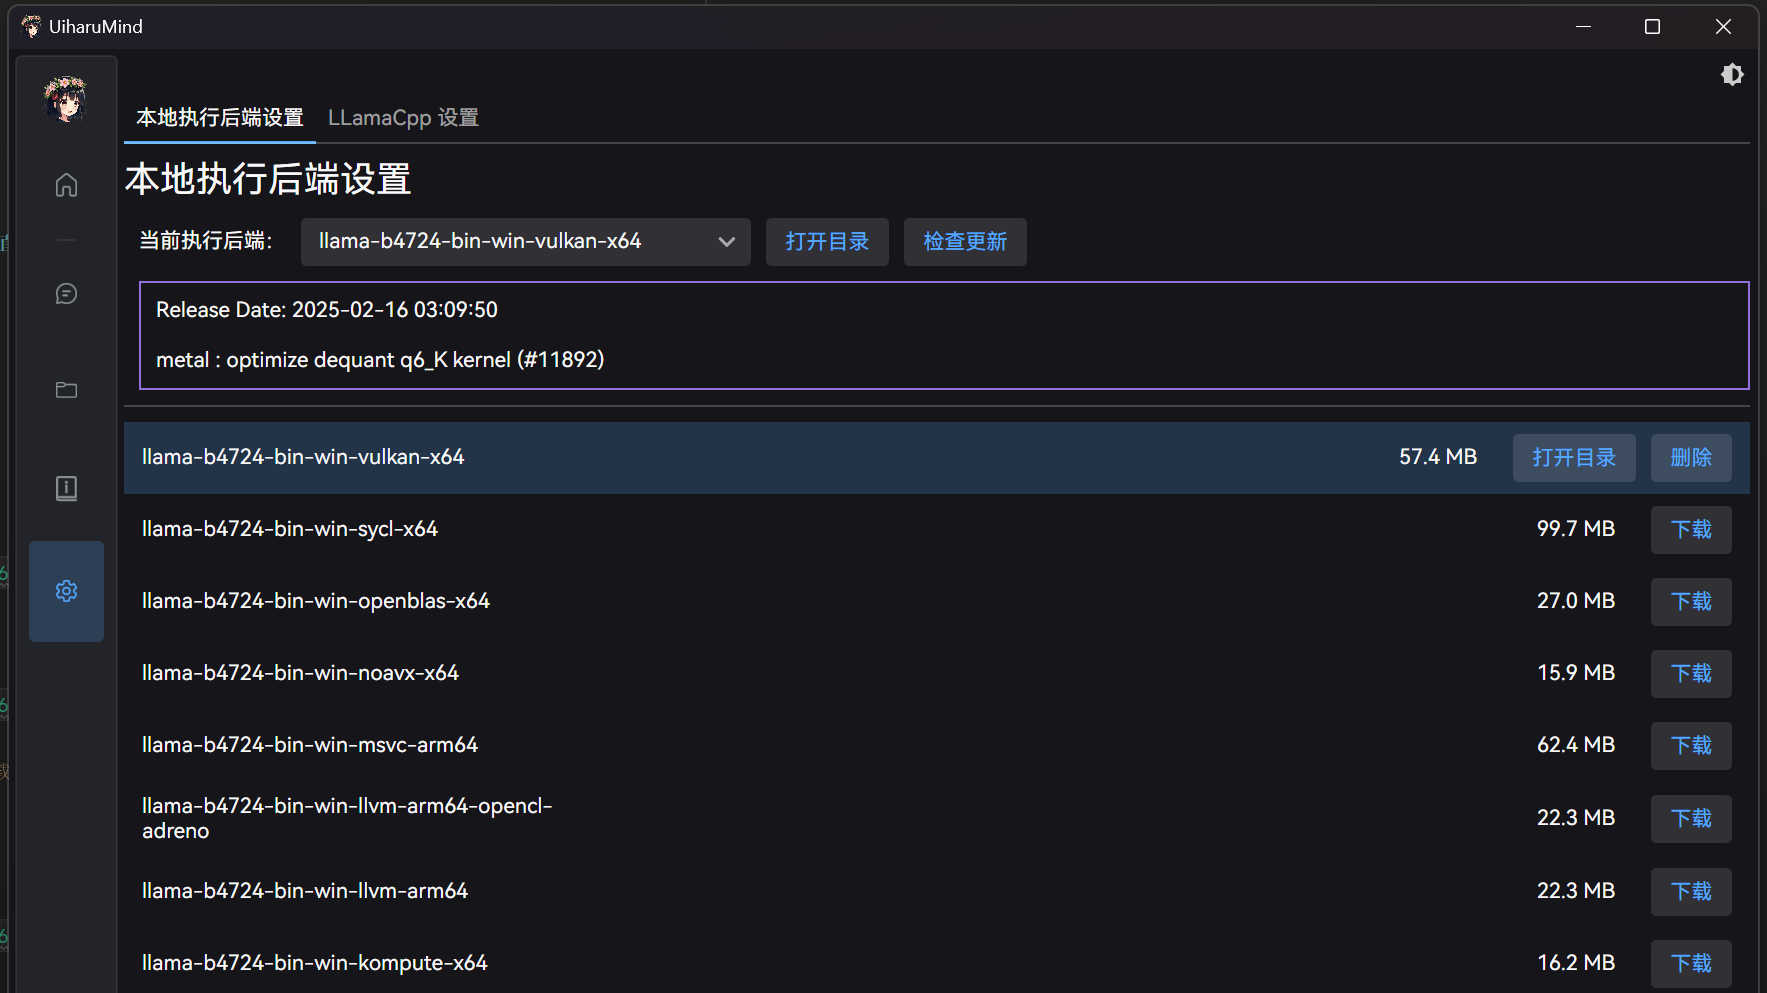 UiharuMind
本地执行后端设置 LLamaCpp 设置
本地执行后端设置
当前执行后端: llama-b4724-bin-win-vulkan-x64 打开目录 检查更新
Release Date: 2025-02-16 03:09:50
metal : optimize dequant q6_K kernel (#11892)
llama-b4724-bin-win-vulkan-x64 57.4 MB 打开目录 删除
llama-b4724-bin-win-sycl-x64 99.7 MB 下载
llama-b4724-bin-win-openblas-x64 27.0 MB 下载
llama-b4724-bin-win-noavx-x64 15.9 MB 下载
llama-b4724-bin-win-msvc-arm64 62.4 MB 下载
llama-b4724-bin-win-llvm-arm64-opencl-
adreno 22.3 MB 下载
llama-b4724-bin-win-llvm-arm64 22.3 MB 下载
llama-b4724-bin-win-kompute-x64 16.2 MB 下载